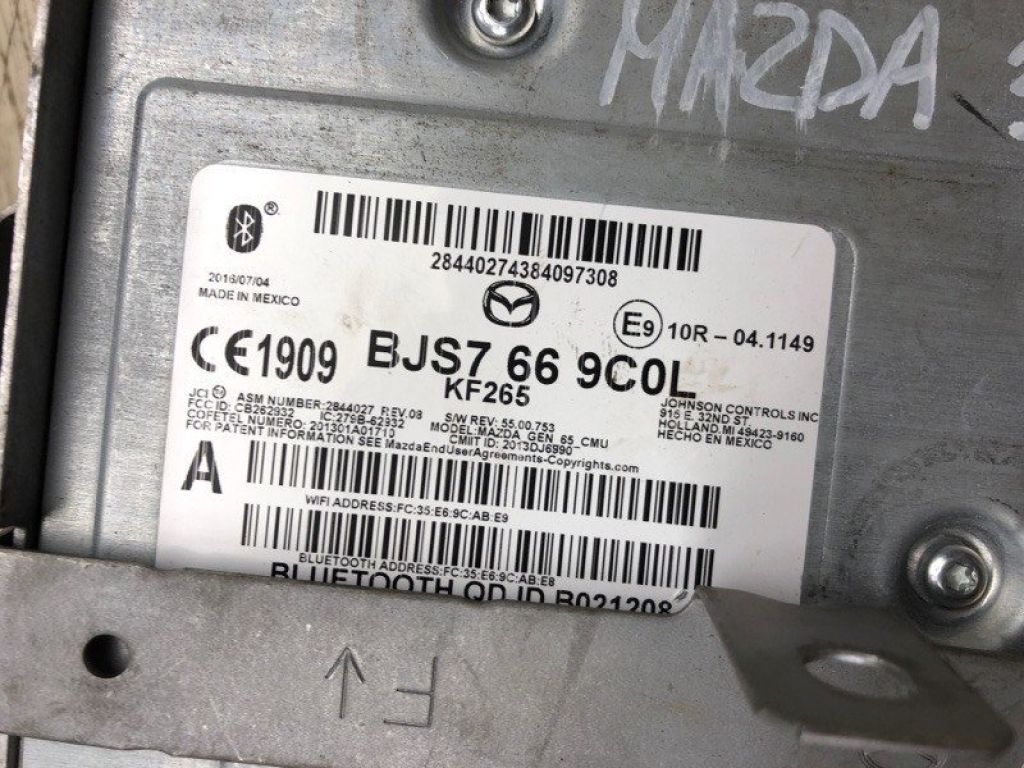 MAZDA
28440274384097308
2016/07/04
MADE IN MEXICO
E9 10R - 04.1149
CE1909
BJS7 66 9C0L
KF265
JCI
ASM NUMBER:2844027 REV.08
S/W REV: 55.00.753
JOHNSON CONTROLS INC
FCC ID: CB262932
IC:279B-62932
MODEL:MAZDA_GEN_65_CMU
915 E. 32ND ST.
COFETEL NUMERO: 201301A01710
CMIIT ID: 2013DJ6990
HOLLAND,MI 49423-9160
FOR PATENT INFORMATION SEE MazdaEndUserAgreements-Copyrights.com
HECHO EN MEXICO
A
WIFI ADDRESS:FC:35:E6:9C:AB:E9
BLUETOOTH ADDRESS:FC:35:E6:9C:AB:E8
BLUETOOTH QD ID B021208
F